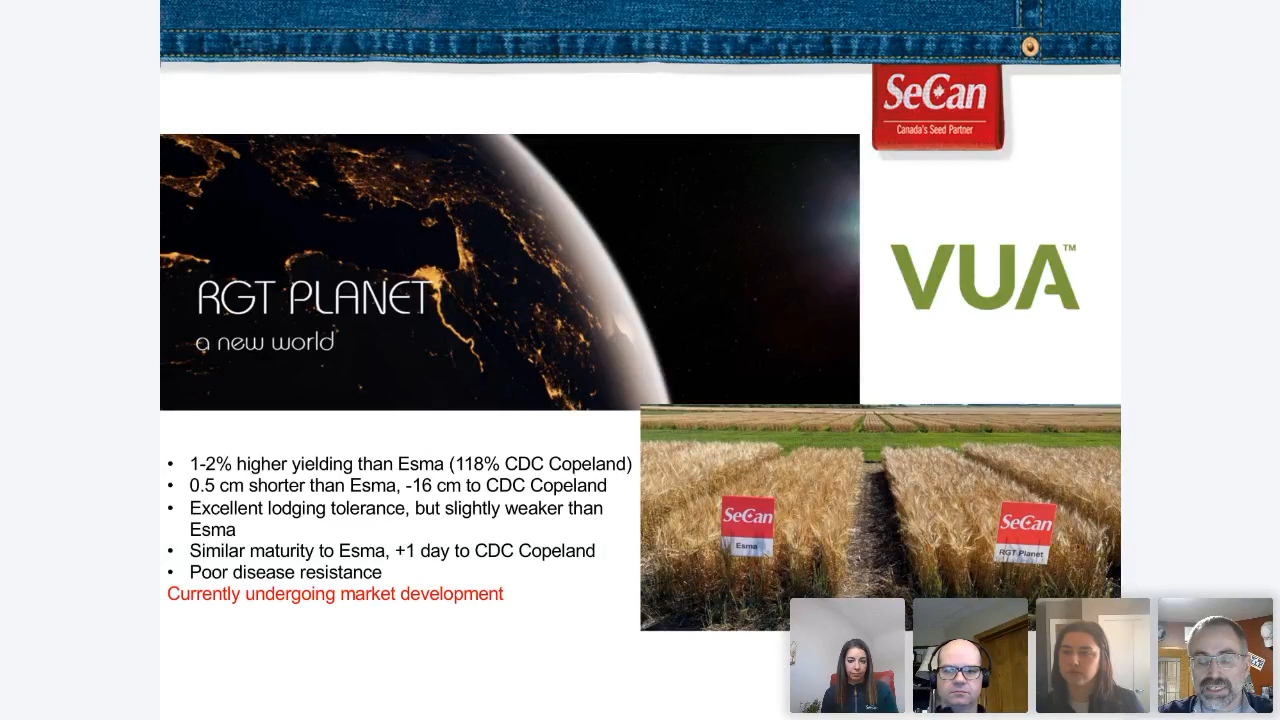 SeCan
Canada's Seed Partner
RGT PLANET
a new world
VUA™
• 1-2% higher yielding than Esma (118% CDC Copeland)
• 0.5 cm shorter than Esma, -16 cm to CDC Copeland
• Excellent lodging tolerance, but slightly weaker than
Esma
• Similar maturity to Esma, +1 day to CDC Copeland
• Poor disease resistance
Currently undergoing market development
SeCan
Esma
SeCan
RGT Planet
SeCan